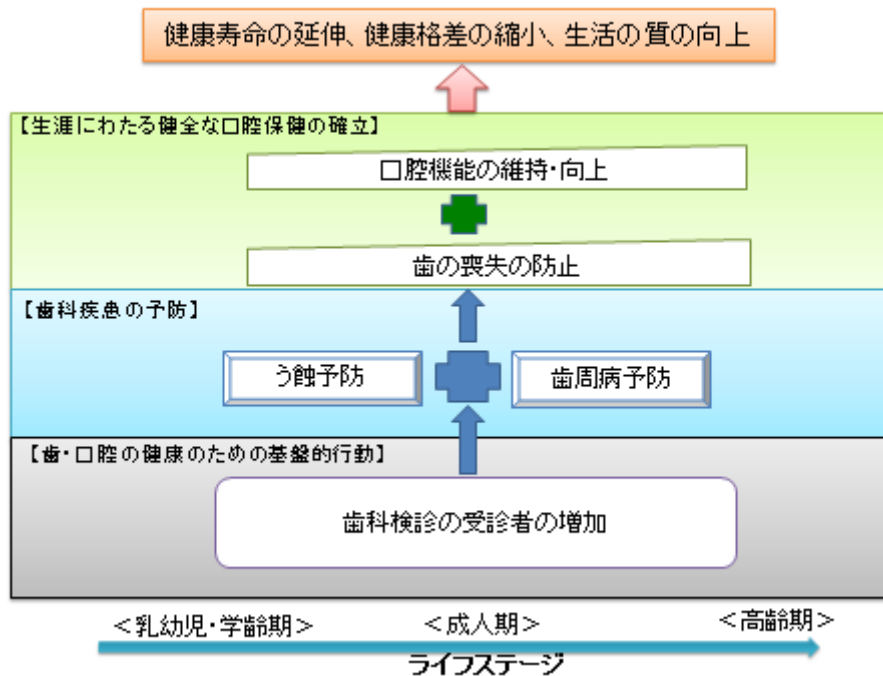 健康寿命の延伸、健康格差の縮小、生活の質の向上
【生涯にわたる健全な口腔保健の確立】
口腔機能の維持・向上
歯の喪失の防止
【歯科疾患の予防】
う蝕予防
歯周病予防
【歯・口腔の健康のための基盤的行動】
歯科検診の受診者の増加
＜乳幼児・学齢期＞
＜成人期＞
＜高齢期＞
ライフステージ